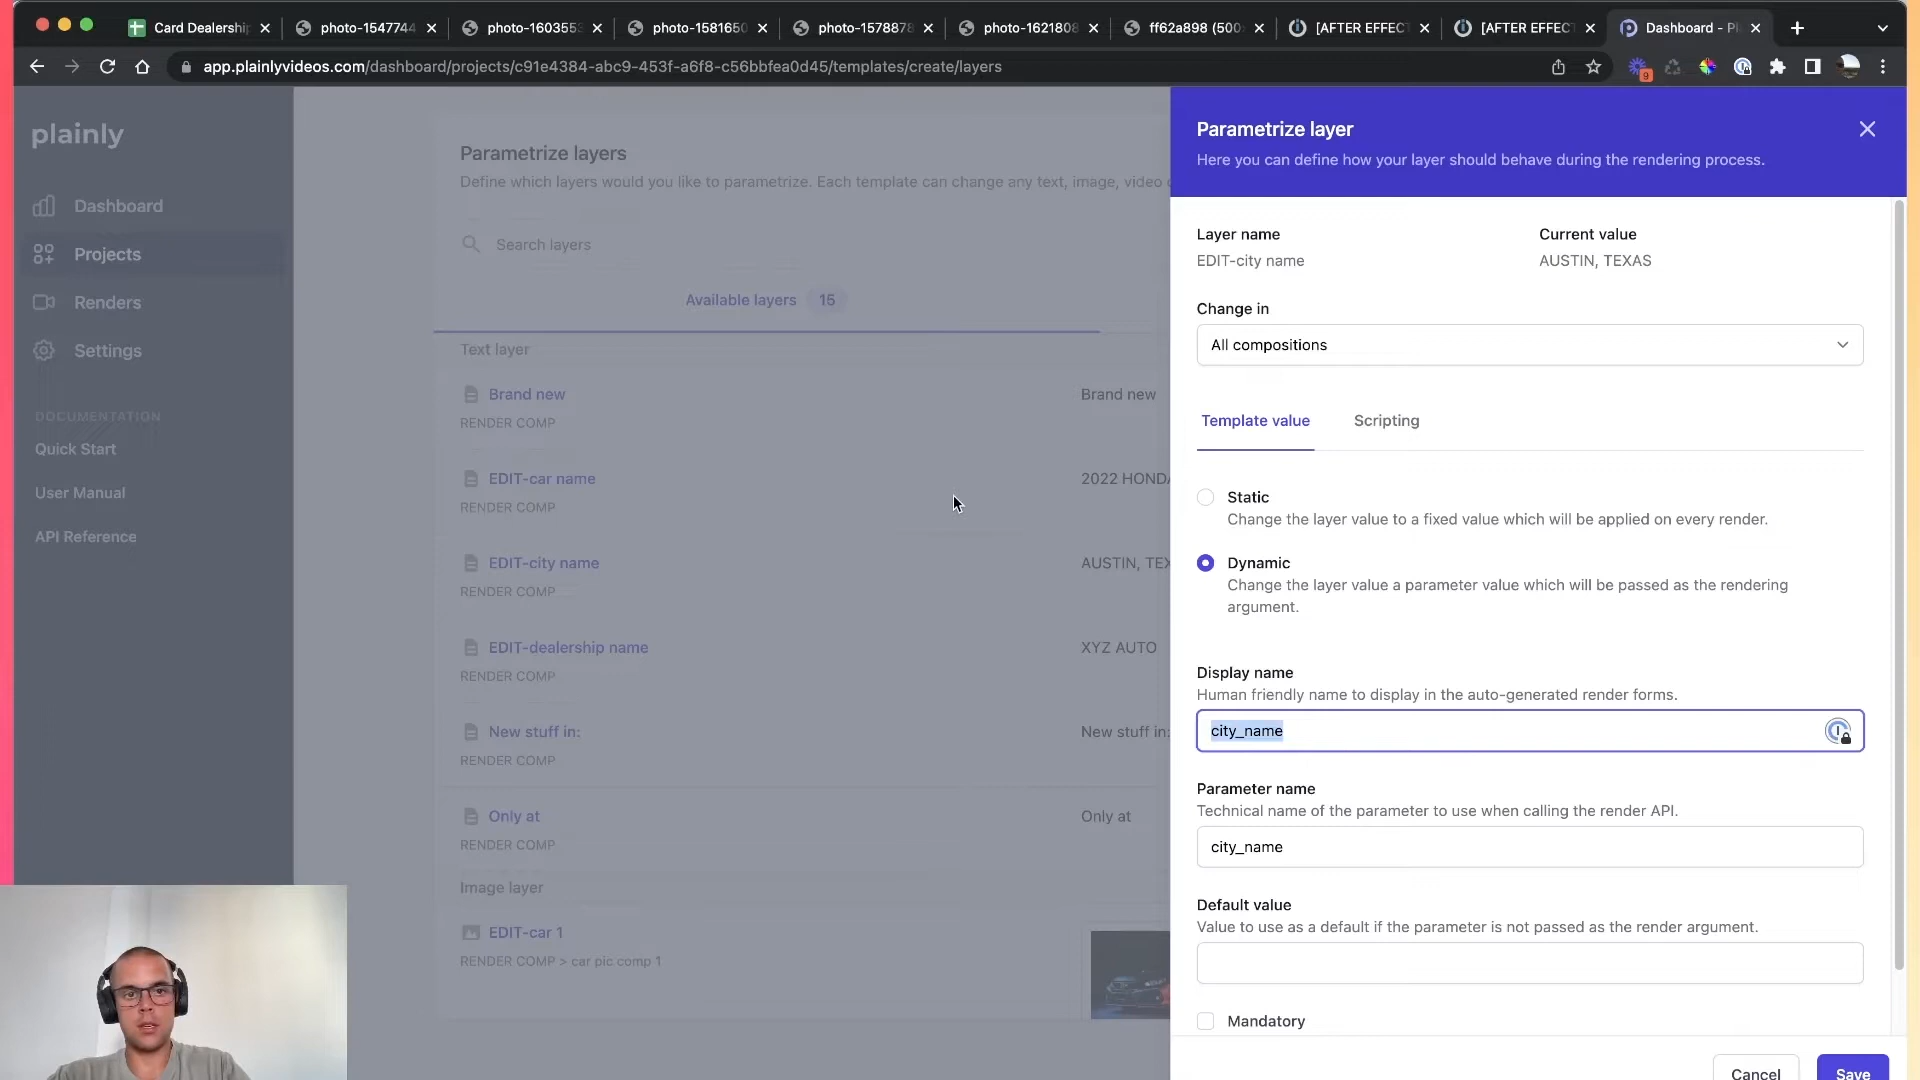 Card Dealership
photo-1547744
photo-1603553
photo-1581650
photo-1578878
photo-1621808
ff62a898 (500×
[AFTER EFFECT
[AFTER EFFECT
Dashboard - Pl
app.plainlyvideos.com/dashboard/projects/c91e4384-abc9-453f-a6f8-c56bbfea0d45/templates/create/layers
9
plainly
Dashboard
Projects
Renders
Settings
DOCUMENTATION
Quick Start
User Manual
API Reference
Parametrize layers
Define which layers would you like to parametrize. Each template can change any text, image, video o
Search layers
Available layers 15
Text layer
Brand new
Brand new
RENDER COMP
EDIT-car name
2022 HONDA
RENDER COMP
EDIT-city name
AUSTIN, TEX
RENDER COMP
EDIT-dealership name
XYZ AUTO
RENDER COMP
New stuff in:
New stuff in:
RENDER COMP
Only at
Only at
RENDER COMP
Image layer
EDIT-car 1
RENDER COMP > car pic comp 1
Parametrize layer
Here you can define how your layer should behave during the rendering process.
Layer name
Current value
EDIT-city name
AUSTIN, TEXAS
Change in
All compositions
Template value
Scripting
Static
Change the layer value to a fixed value which will be applied on every render.
Dynamic
Change the layer value a parameter value which will be passed as the rendering
argument.
Display name
Human friendly name to display in the auto-generated render forms.
city_name
Parameter name
Technical name of the parameter to use when calling the render API.
city_name
Default value
Value to use as a default if the parameter is not passed as the render argument.
Mandatory
Cancel
Save